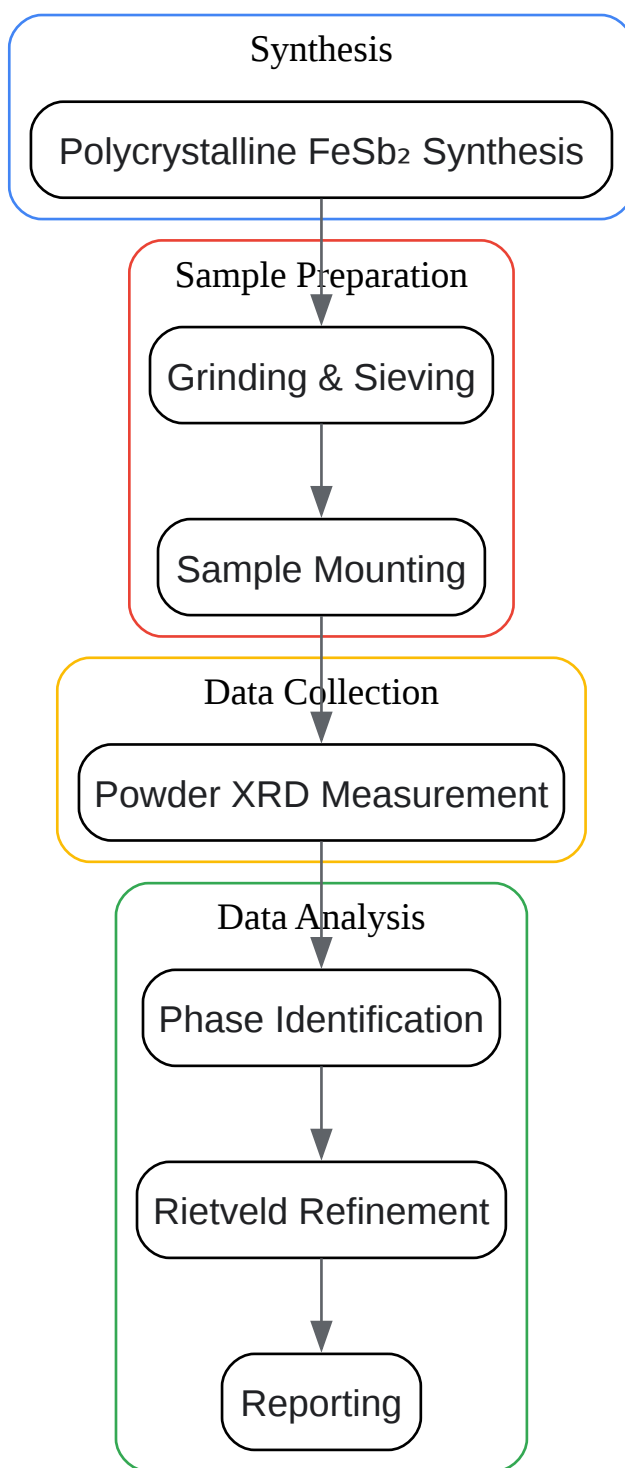 Synthesis
Polycrystalline FeSb₂ Synthesis
Sample Preparation
Grinding & Sieving
Sample Mounting
Data Collection
Powder XRD Measurement
Data Analysis
Phase Identification
Rietveld Refinement
Reporting